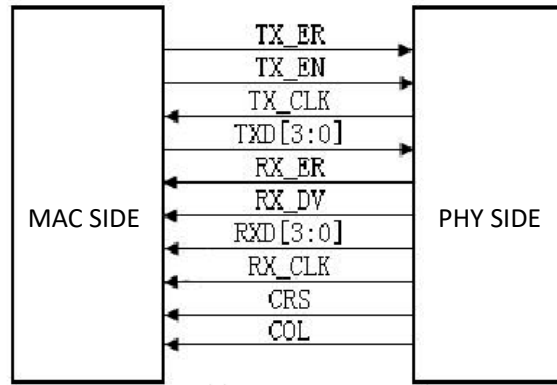 TX_ER
TX_EN
TX_CLK
TXD[3:0]
RX_ER
RX_DV
MAC SIDE
PHY SIDE
RXD[3:0]
RX_CLK
CRS
COL